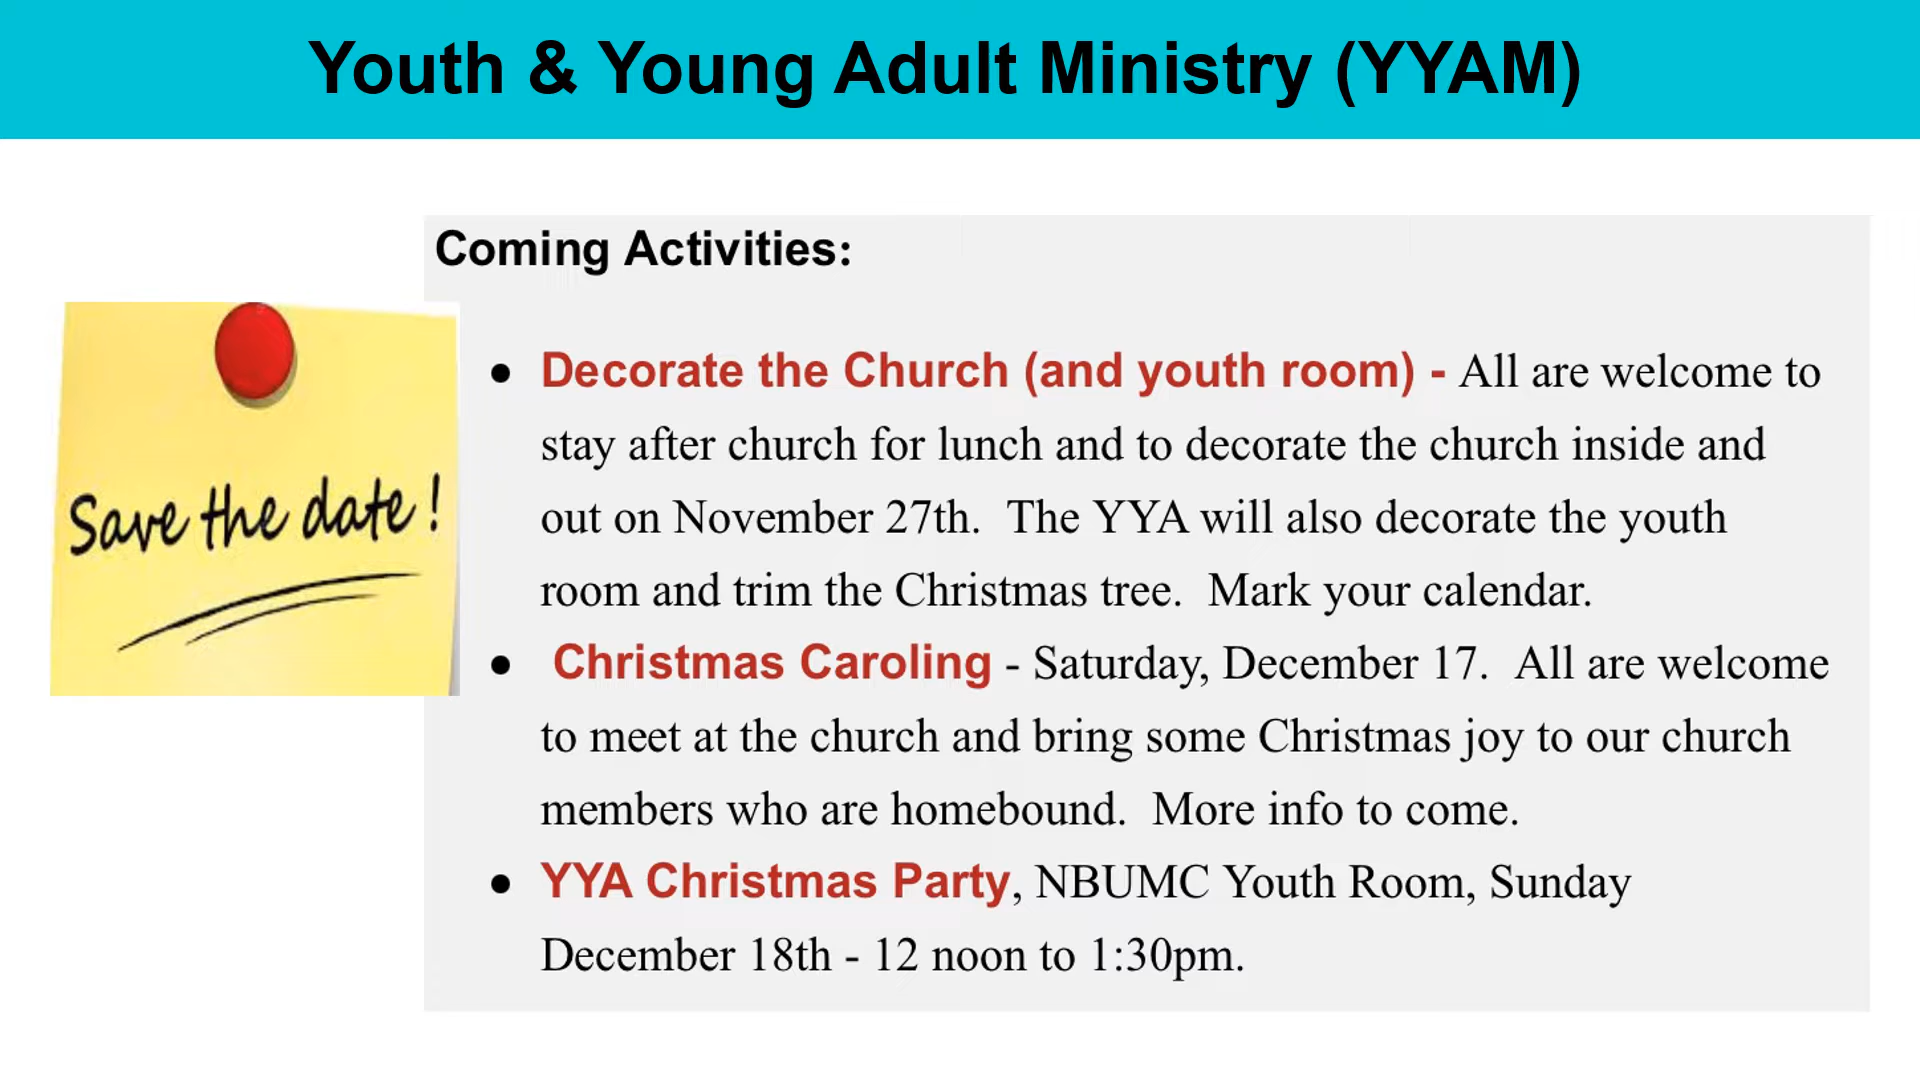 Youth & Young Adult Ministry (YYAM)
Coming Activities:
Save the date!
● Decorate the Church (and youth room) - All are welcome to
stay after church for lunch and to decorate the church inside and
out on November 27th.  The YYA will also decorate the youth
room and trim the Christmas tree.  Mark your calendar.
● Christmas Caroling - Saturday, December 17.  All are welcome
to meet at the church and bring some Christmas joy to our church
members who are homebound.  More info to come.
● YYA Christmas Party, NBUMC Youth Room, Sunday
December 18th - 12 noon to 1:30pm.